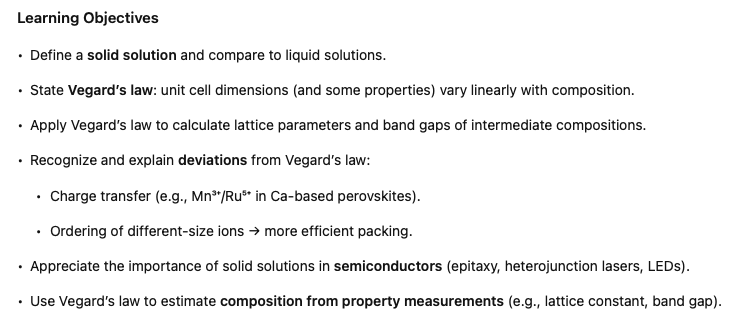 Learning Objectives
• Define a solid solution and compare to liquid solutions.
• State Vegard's law: unit cell dimensions (and some properties) vary linearly with composition.
• Apply Vegard's law to calculate lattice parameters and band gaps of intermediate compositions.
• Recognize and explain deviations from Vegard's law:
• Charge transfer (e.g., Mn³⁺/Ru⁵⁺ in Ca-based perovskites).
• Ordering of different-size ions → more efficient packing.
• Appreciate the importance of solid solutions in semiconductors (epitaxy, heterojunction lasers, LEDs).
• Use Vegard's law to estimate composition from property measurements (e.g., lattice constant, band gap).